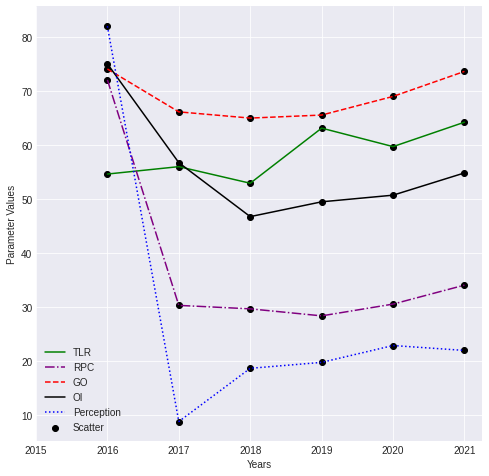 80
70
60
50
40
30
20
10
Parameter Values
TLR
RPC
GO
OI
Perception
Scatter
2015 2016 2017 2018 2019 2020 2021
Years